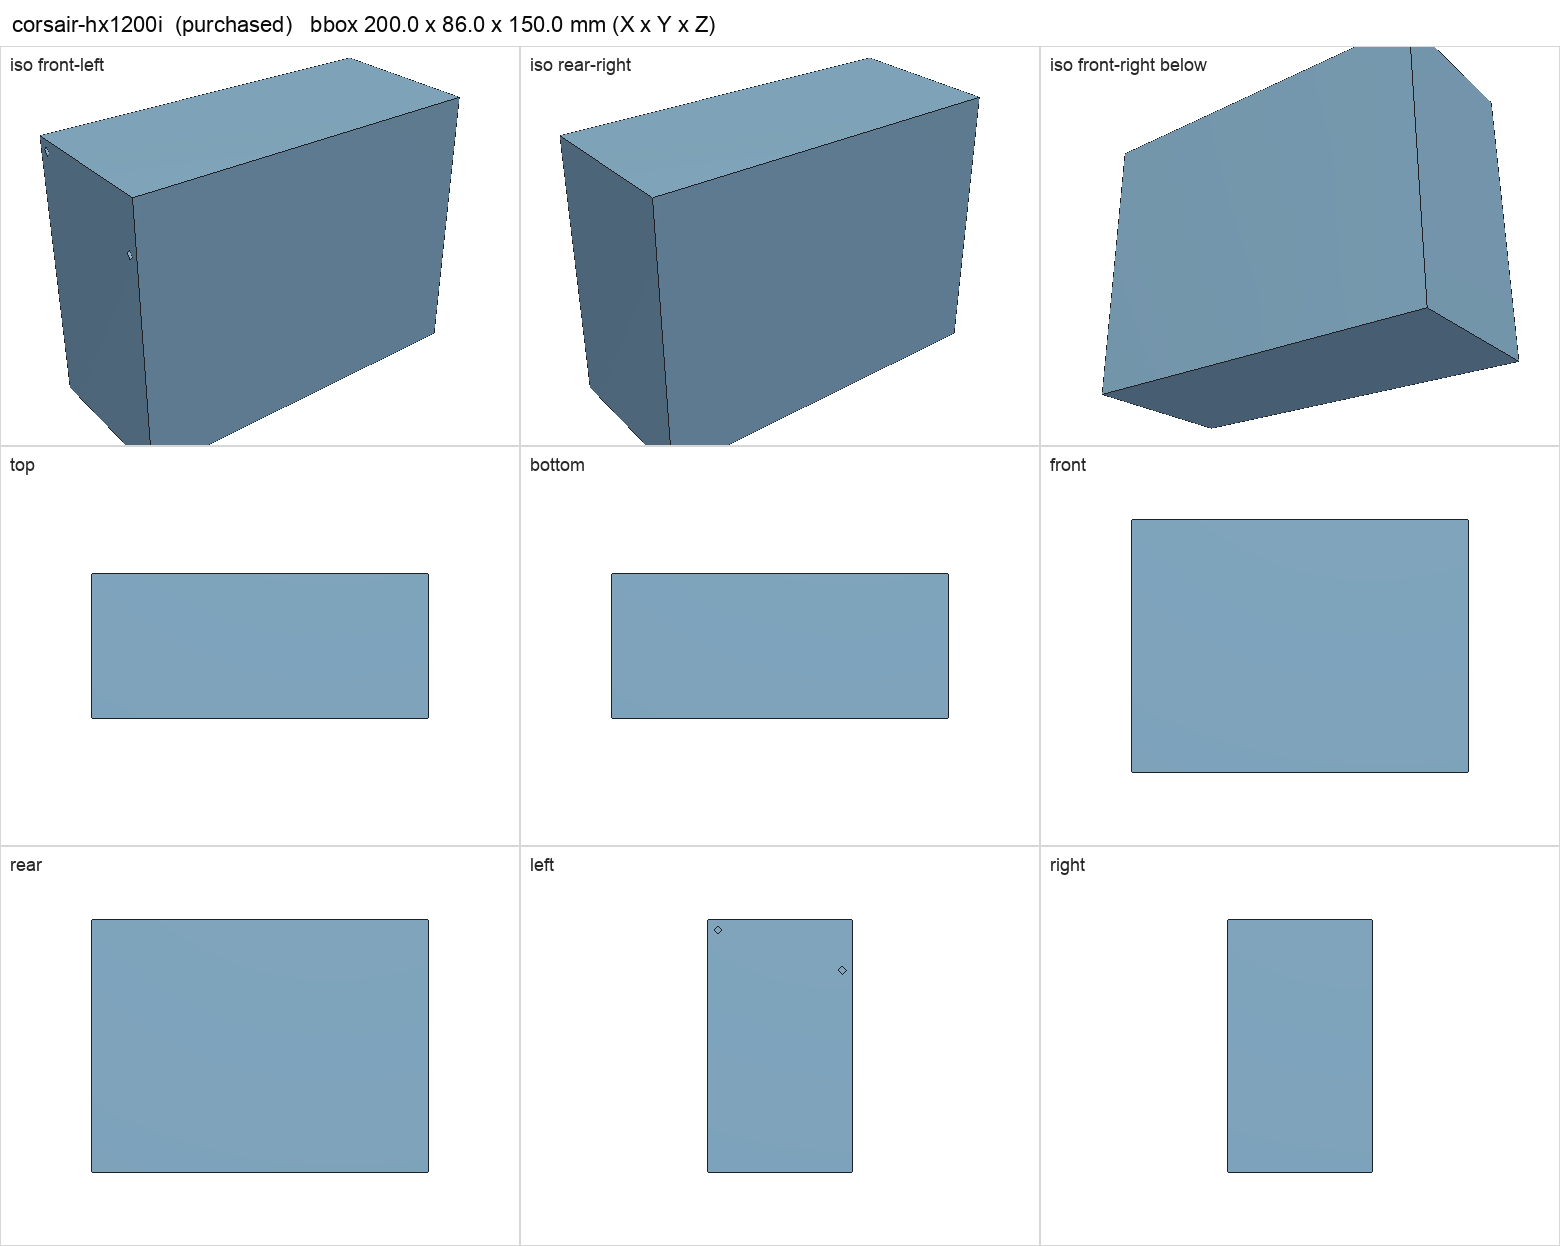 corsair-hx1200i (purchased) bbox 200.0 x 86.0 x 150.0 mm (X x Y x Z)
iso front-left
iso rear-right
iso front-right below
top
bottom
front
rear
left
right